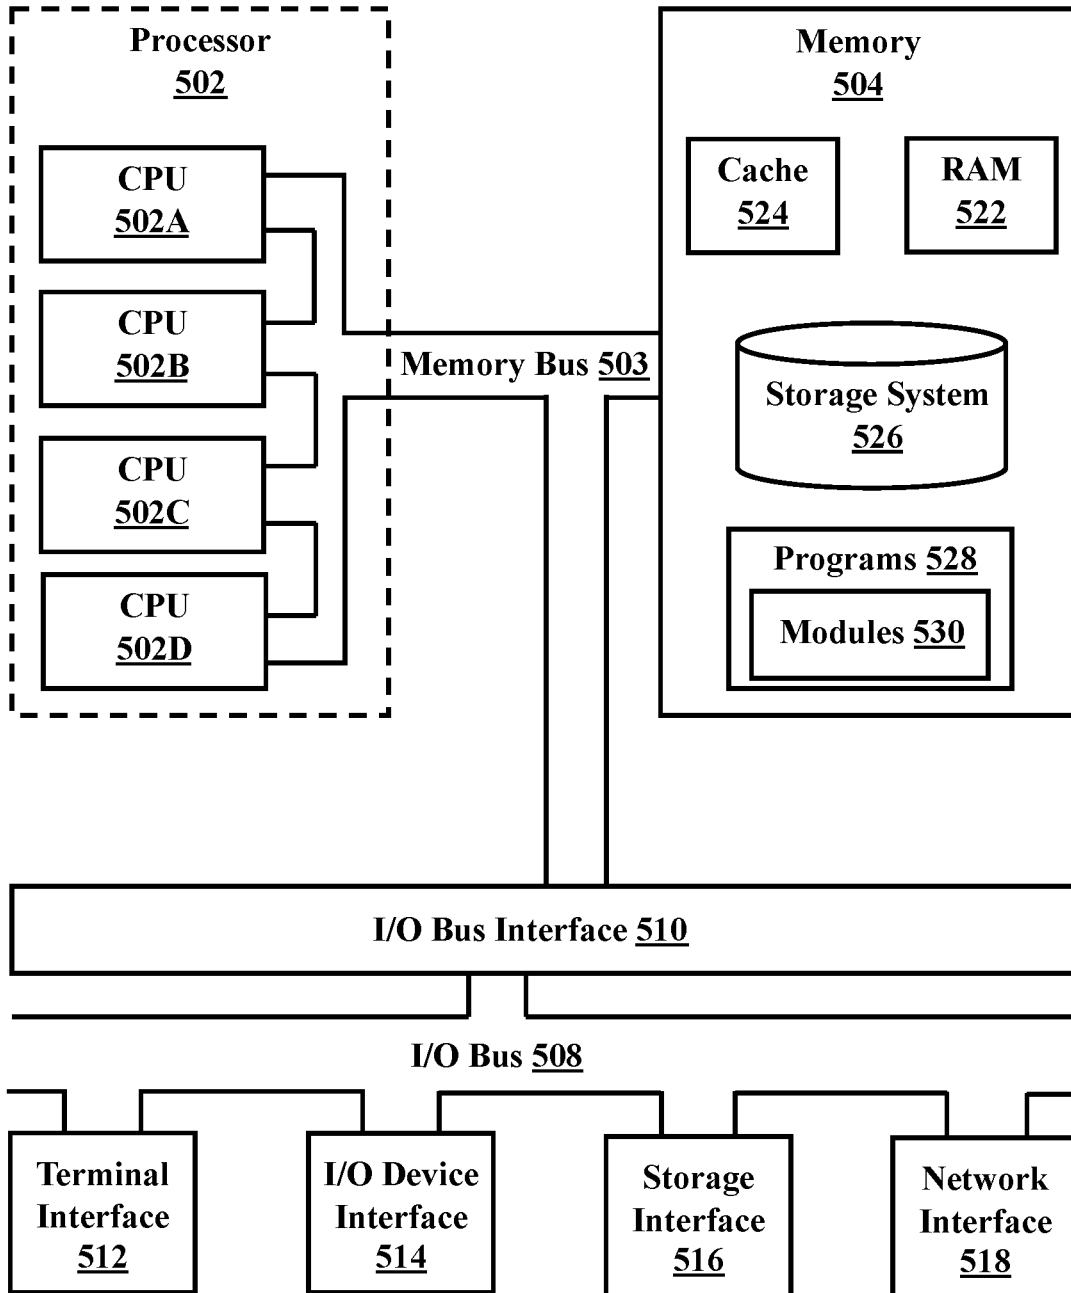 Processor
502
CPU
502A
CPU
502B
CPU
502C
CPU
502D
Memory Bus 503
Memory
504
Cache
524
RAM
522
Storage System
526
Programs 528
Modules 530
I/O Bus Interface 510
I/O Bus 508
Terminal
Interface
512
I/O Device
Interface
514
Storage
Interface
516
Network
Interface
518